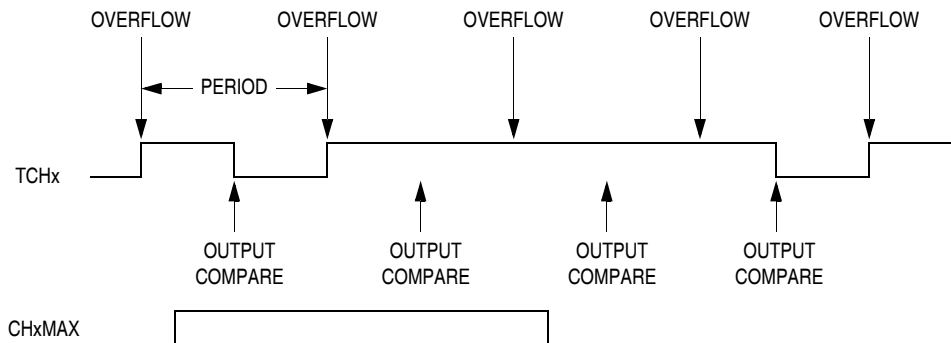 OVERFLOW OVERFLOW OVERFLOW OVERFLOW OVERFLOW
PERIOD
TCHx
OUTPUT OUTPUT OUTPUT OUTPUT
COMPARE COMPARE COMPARE COMPARE
CHxMAX